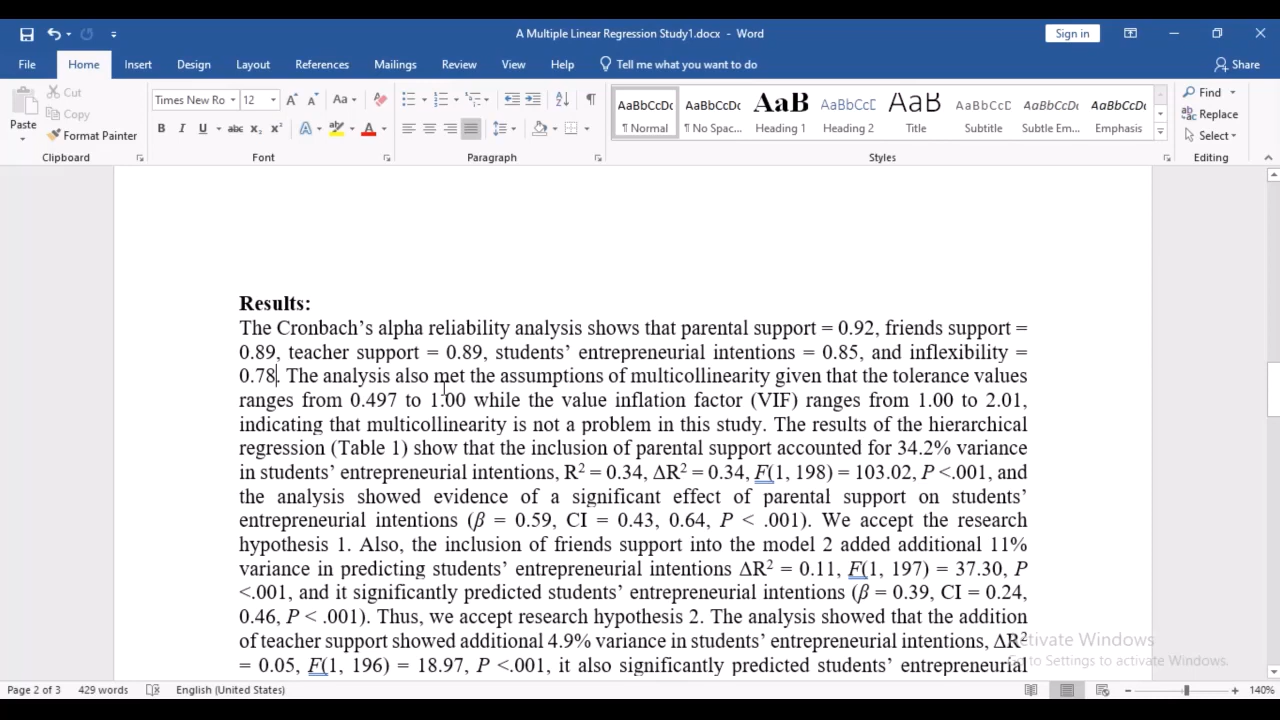 A Multiple Linear Regression Study1.docx - Word
Sign in
File Home Insert Design Layout References Mailings Review View Help Tell me what you want to do Share
Paste
Cut
Copy
Format Painter
Clipboard
Times New Ro 12
Font
Paragraph
AaBbCcDc AaBbCcDc AaB AaBbCcD AaB AaBbCcD AaBbCcDc AaBbCcDc
¶ Normal ¶ No Spac... Heading 1 Heading 2 Title Subtitle Subtle Em... Emphasis
Styles
Find
Replace
Select
Editing
Results:
The Cronbach’s alpha reliability analysis shows that parental support = 0.92, friends support =
0.89, teacher support = 0.89, students’ entrepreneurial intentions = 0.85, and inflexibility =
0.78. The analysis also met the assumptions of multicollinearity given that the tolerance values
ranges from 0.497 to 1.00 while the value inflation factor (VIF) ranges from 1.00 to 2.01,
indicating that multicollinearity is not a problem in this study. The results of the hierarchical
regression (Table 1) show that the inclusion of parental support accounted for 34.2% variance
in students’ entrepreneurial intentions, R² = 0.34, ΔR² = 0.34, F(1, 198) = 103.02, P <.001, and
the analysis showed evidence of a significant effect of parental support on students’
entrepreneurial intentions (β = 0.59, CI = 0.43, 0.64, P < .001). We accept the research
hypothesis 1. Also, the inclusion of friends support into the model 2 added additional 11%
variance in predicting students’ entrepreneurial intentions ΔR² = 0.11, F(1, 197) = 37.30, P
<.001, and it significantly predicted students’ entrepreneurial intentions (β = 0.39, CI = 0.24,
0.46, P < .001). Thus, we accept research hypothesis 2. The analysis showed that the addition
of teacher support showed additional 4.9% variance in students’ entrepreneurial intentions, ΔR²
= 0.05, F(1, 196) = 18.97, P <.001, it also significantly predicted students’ entrepreneurial
Activate Windows
Go to Settings to activate Windows.
Page 2 of 3 429 words English (United States) 140%